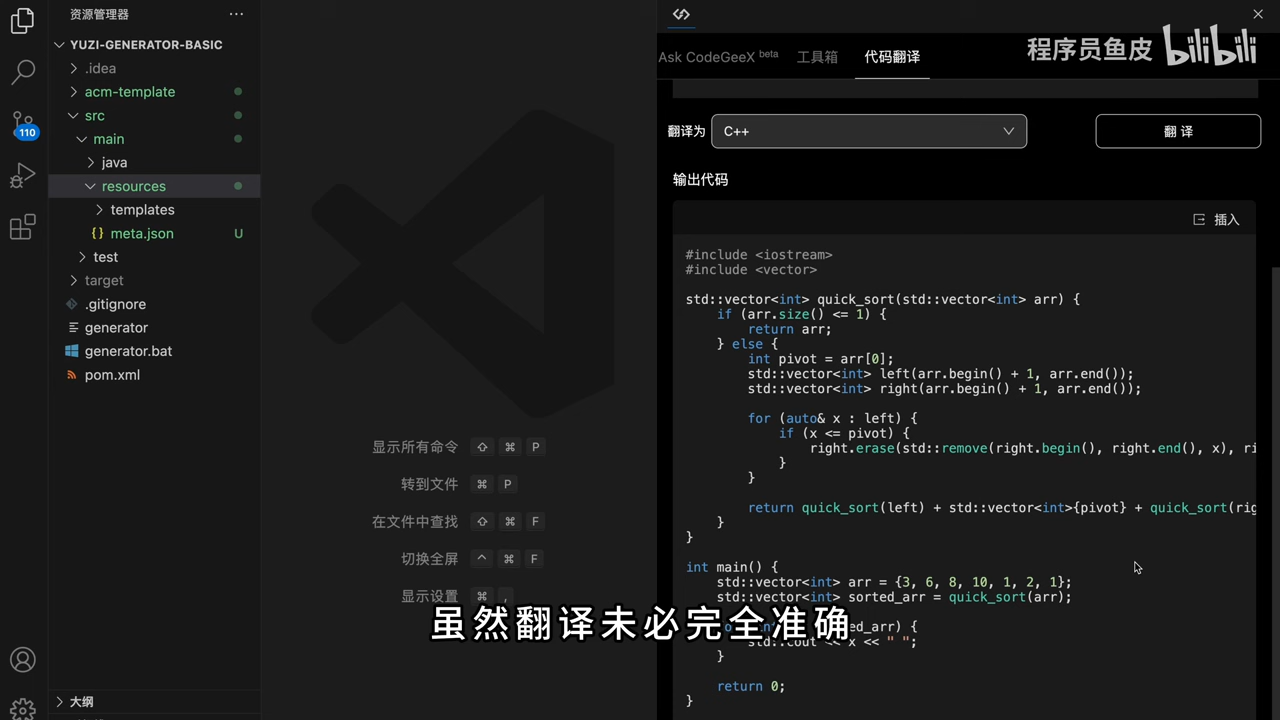 资源管理器
YUZI-GENERATOR-BASIC
.idea
acm-template
src
main
java
resources
templates
{} meta.json U
test
target
.gitignore
generator
generator.bat
pom.xml
大纲
110
显示所有命令 ⇧ ⌘ P
转到文件 ⌘ P
在文件中查找 ⇧ ⌘ F
切换全屏 ^ ⌘ F
显示设置 ⌘ ,
Ask CodeGeeX beta 工具箱 代码翻译
程序员鱼皮 bilibili
翻译为 C++ 翻 译
输出代码
插入
#include <iostream>
#include <vector>
std::vector<int> quick_sort(std::vector<int> arr) {
if (arr.size() <= 1) {
return arr;
} else {
int pivot = arr[0];
std::vector<int> left(arr.begin() + 1, arr.end());
std::vector<int> right(arr.begin() + 1, arr.end());
for (auto& x : left) {
if (x <= pivot) {
right.erase(std::remove(right.begin(), right.end(), x), ri
}
}
return quick_sort(left) + std::vector<int>{pivot} + quick_sort(rig
}
}
int main() {
std::vector<int> arr = {3, 6, 8, 10, 1, 2, 1};
std::vector<int> sorted_arr = quick_sort(arr);
ed_arr) {
std::cout << x << " ";
}
return 0;
}
虽然翻译未必完全准确